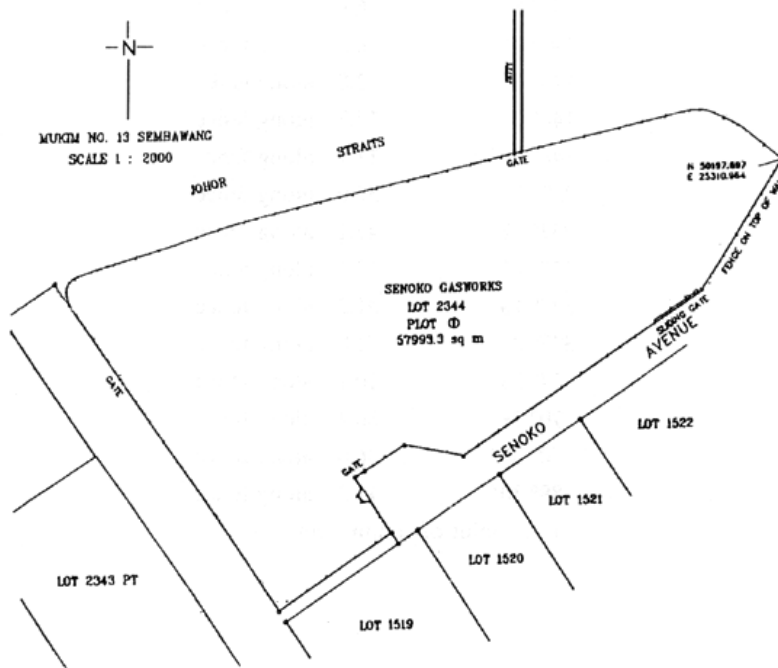 N
MUKIM NO. 13 SEMBAWANG
SCALE 1 : 2000
JOHOR
STRAITS
JETTY
GATE
N 50197.697
E 25310.964
FENCE ON TOP OF
SENOKO GASWORKS
LOT 2344
PLOT ①
57993.3 sq m
SLIDING GATE
AVENUE
SENOKO
GATE
GATE
LOT 1522
LOT 1521
LOT 1520
LOT 1519
LOT 2343 PT